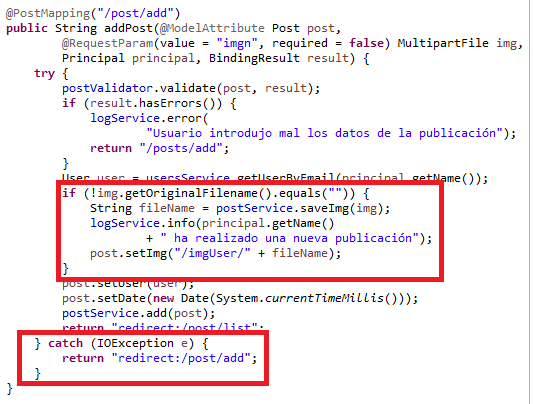 @PostMapping("/post/add")
public String addPost(@ModelAttribute Post post,
@RequestParam(value = "imgn", required = false) MultipartFile img,
Principal principal, BindingResult result) {
try {
postValidator.validate(post, result);
if (result.hasErrors()) {
logService.error(
"Usuario introdujo mal los datos de la publicación");
return "/posts/add";
}
User user = usersService.getUserByEmail(principal.getName());
if (!img.getOriginalFilename().equals("")) {
String fileName = postService.saveImg(img);
logService.info(principal.getName()
+ " ha realizado una nueva publicación");
post.setImg("/imgUser/" + fileName);
}
post.setUser(user);
post.setDate(new Date(System.currentTimeMillis()));
postService.add(post);
return "redirect:/post/list";
} catch (IOException e) {
return "redirect:/post/add";
}
}